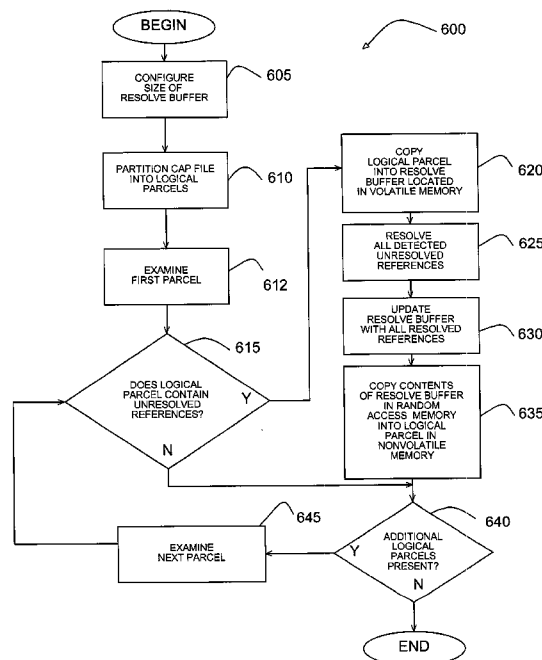 BEGIN
600
CONFIGURE
SIZE OF
RESOLVE BUFFER
605
PARTITION CAP FILE
INTO LOGICAL
PARCELS
610
EXAMINE
FIRST PARCEL
612
615
DOES LOGICAL
PARCEL CONTAIN
UNRESOLVED
REFERENCES?
Y
N
COPY
LOGICAL PARCEL
INTO RESOLVE
BUFFER LOCATED
IN VOLATILE MEMORY
620
RESOLVE
ALL DETECTED
UNRESOLVED
REFERENCES
625
UPDATE
RESOLVE BUFFER
WITH ALL RESOLVED
REFERENCES
630
COPY CONTENTS
OF RESOLVE BUFFER
IN RANDOM
ACCESS MEMORY
INTO LOGICAL
PARCEL IN
NONVOLATILE
MEMORY
635
640
ADDITIONAL
LOGICAL
PARCELS
PRESENT?
Y
N
645
EXAMINE
NEXT PARCEL
END